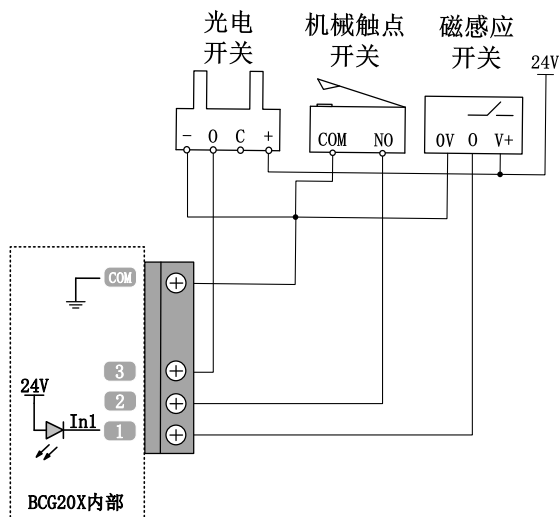 光电
开关
机械触点
开关
磁感应
开关
24V
- O C +
COM NO
0V O V+
COM
3
2
1
24V
In1
BCG20X内部